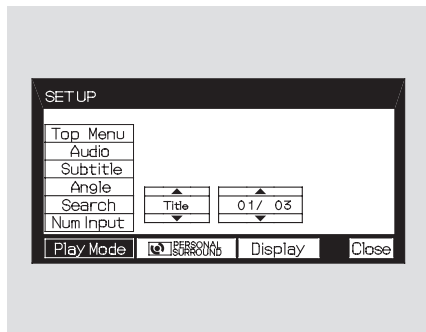 SETUP
Top Menu
Audio
Subtitle
Angle
Search
Title
01/ 03
Num Input
Play Mode
PERSONAL
SURROUND
Display
Close